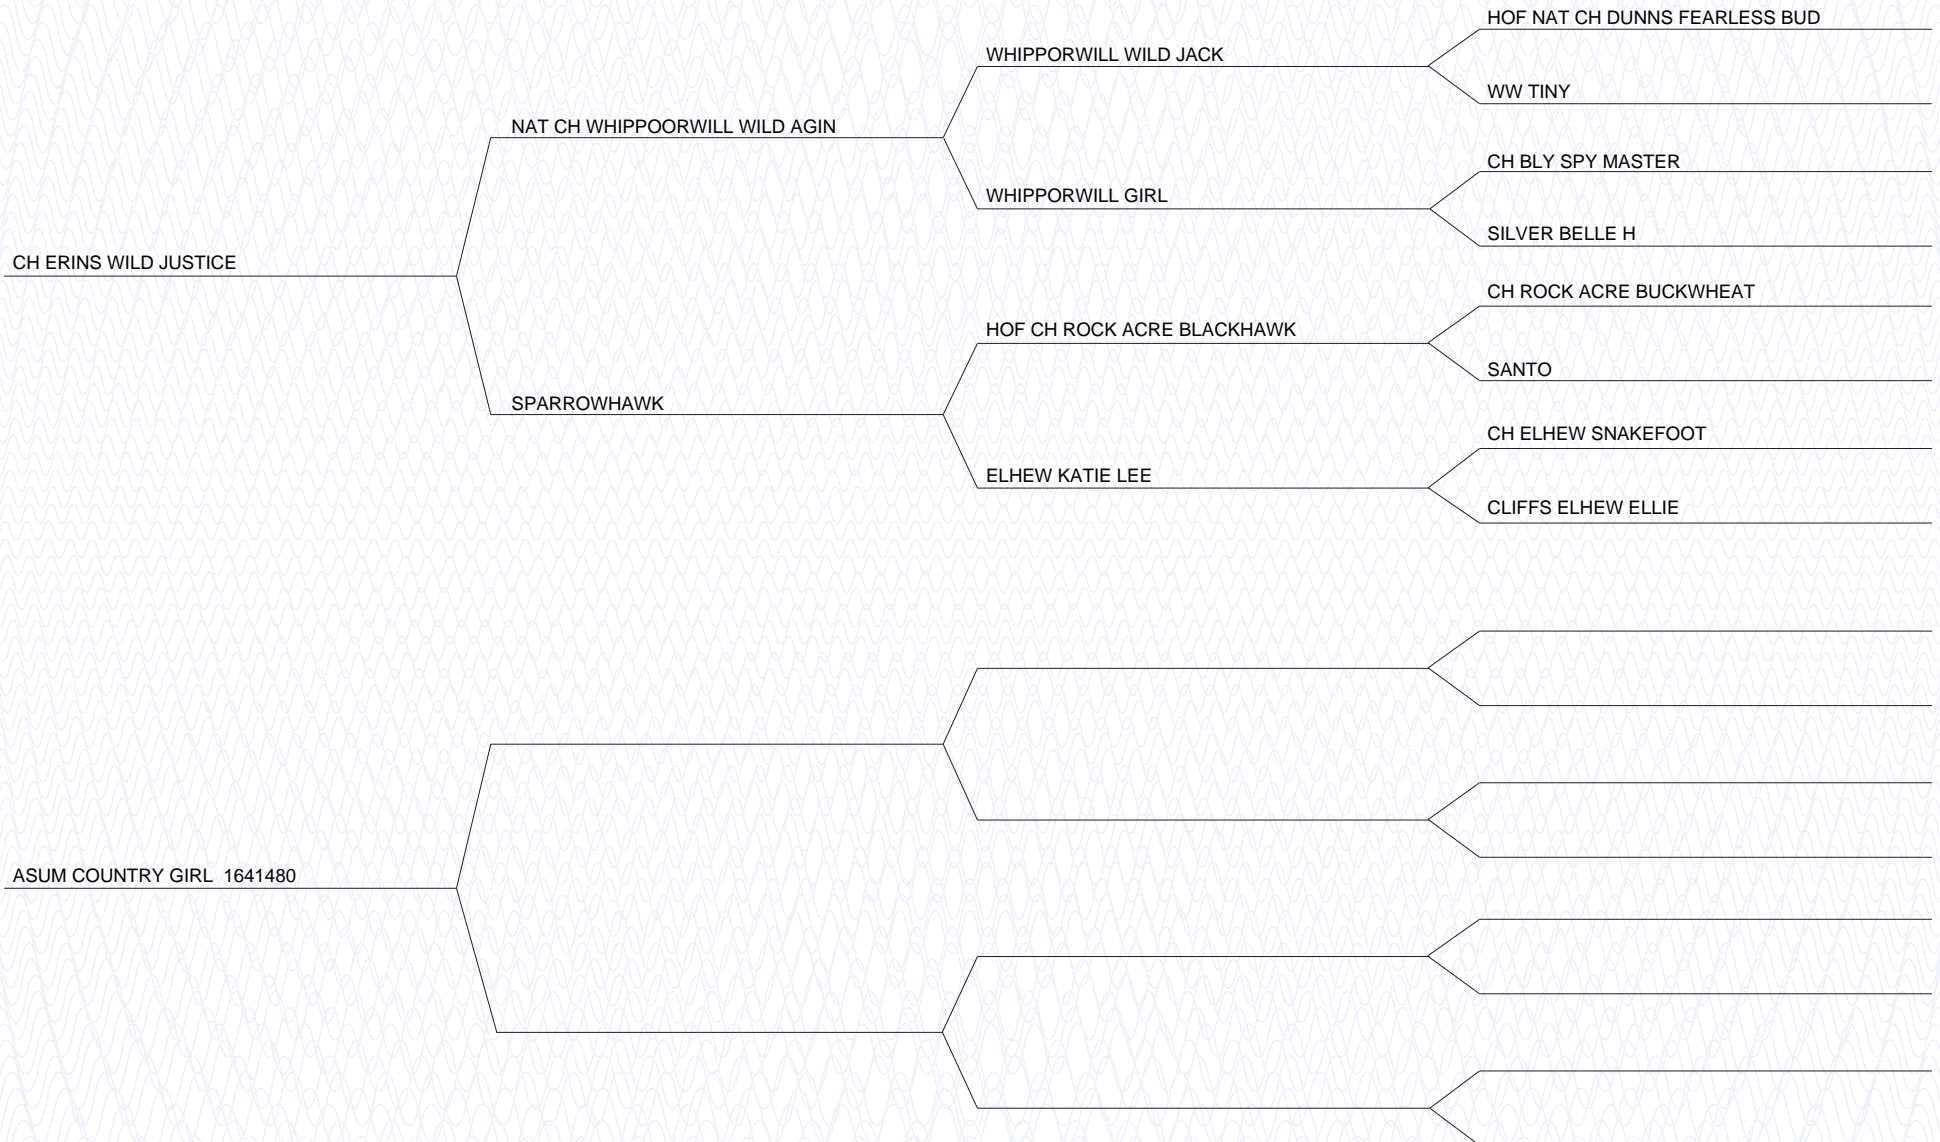 HOF NAT CH DUNNS FEARLESS BUD
WHIPPORWILL WILD JACK
WW TINY
NAT CH WHIPPOORWILL WILD AGIN
CH BLY SPY MASTER
WHIPPORWILL GIRL
SILVER BELLE H
CH ERINS WILD JUSTICE
CH ROCK ACRE BUCKWHEAT
HOF CH ROCK ACRE BLACKHAWK
SANTO
SPARROWHAWK
CH ELHEW SNAKEFOOT
ELHEW KATIE LEE
CLIFFS ELHEW ELLIE
ASUM COUNTRY GIRL  1641480